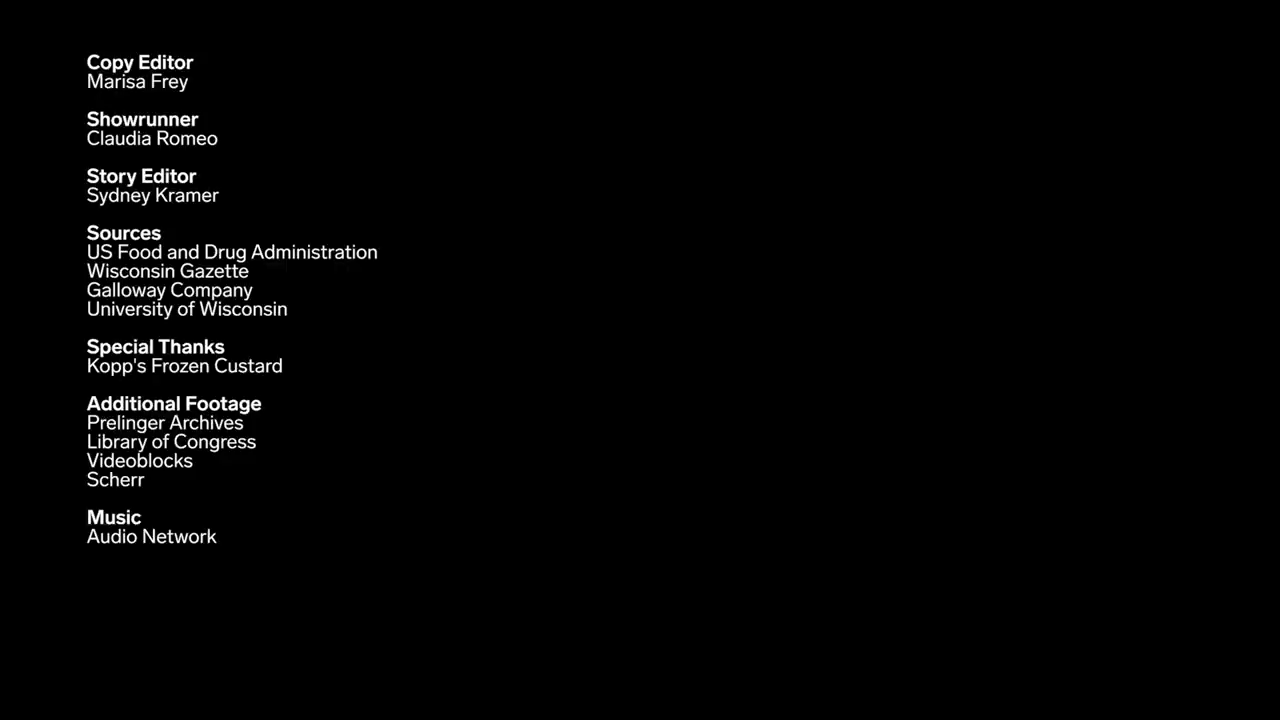 Copy Editor
Marisa Frey
Showrunner
Claudia Romeo
Story Editor
Sydney Kramer
Sources
US Food and Drug Administration
Wisconsin Gazette
Galloway Company
University of Wisconsin
Special Thanks
Kopp's Frozen Custard
Additional Footage
Prelinger Archives
Library of Congress
Videoblocks
Scherr
Music
Audio Network